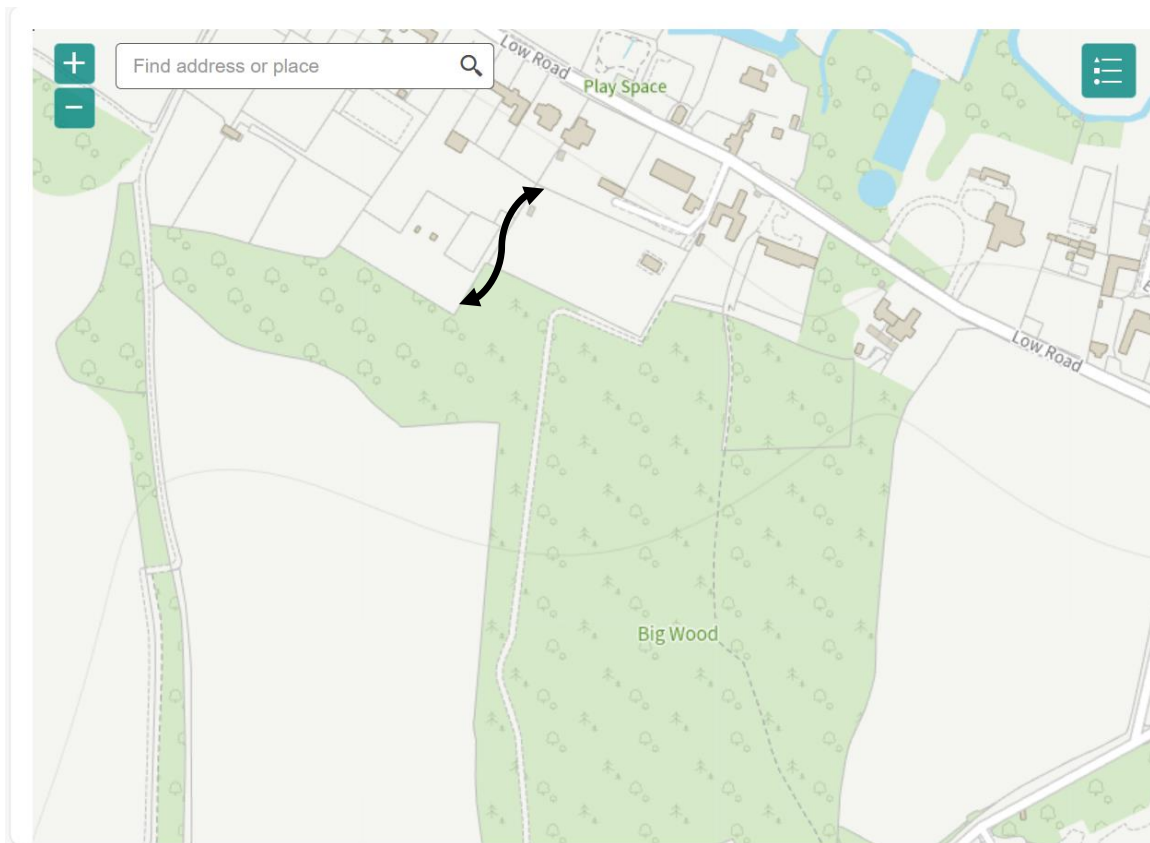 +
Find address or place
−
Low Road
Play Space
Low Road
Big Wood